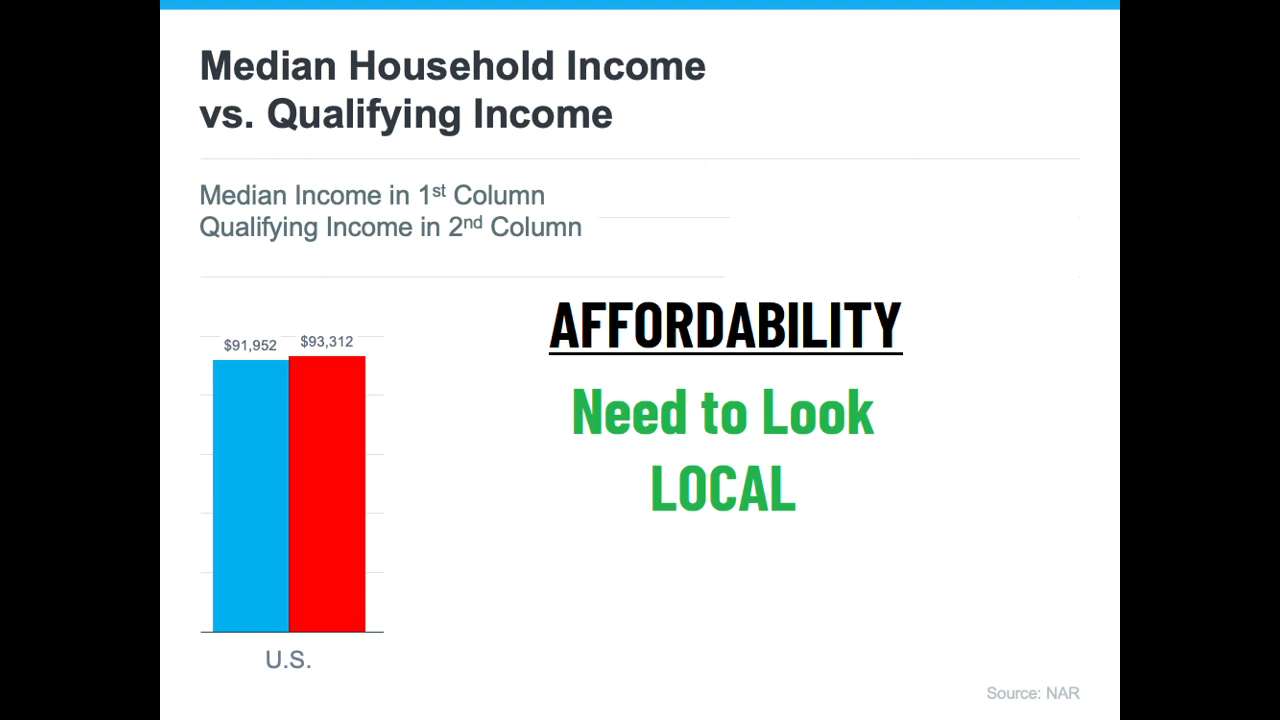 Median Household Income
vs. Qualifying Income
Median Income in 1st Column
Qualifying Income in 2nd Column
AFFORDABILITY
Need to Look
LOCAL
$91,952
$93,312
U.S.
Source: NAR